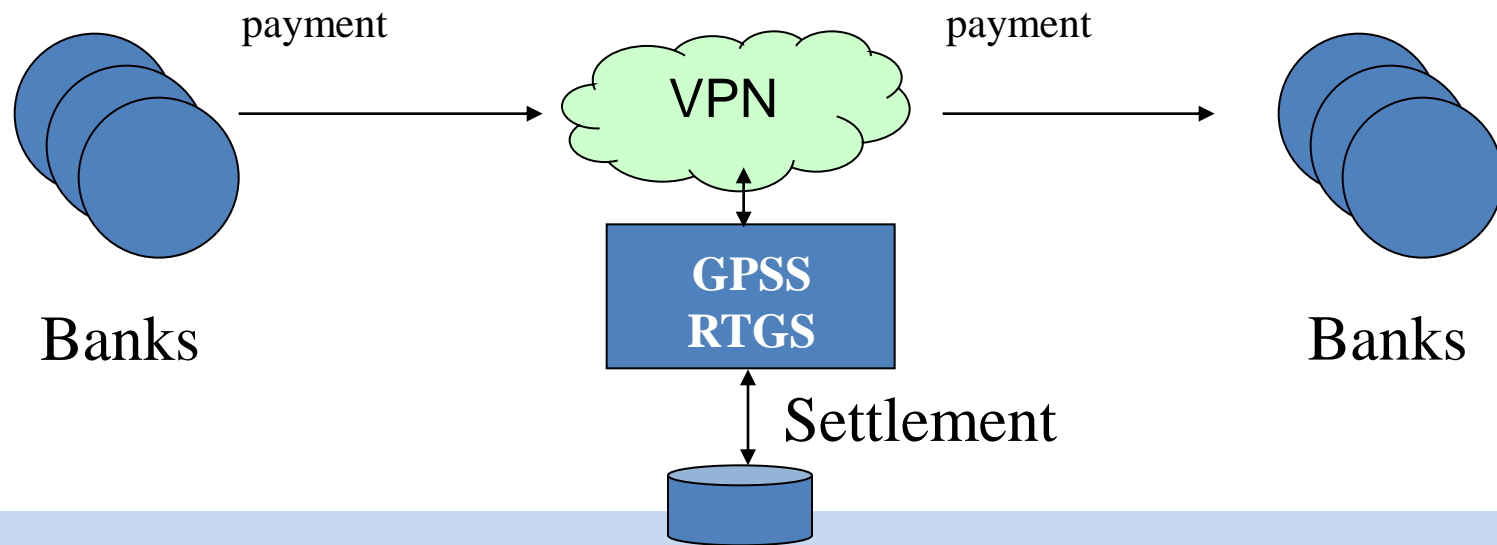 payment
payment
VPN
GPSS
RTGS
Banks
Banks
Settlement